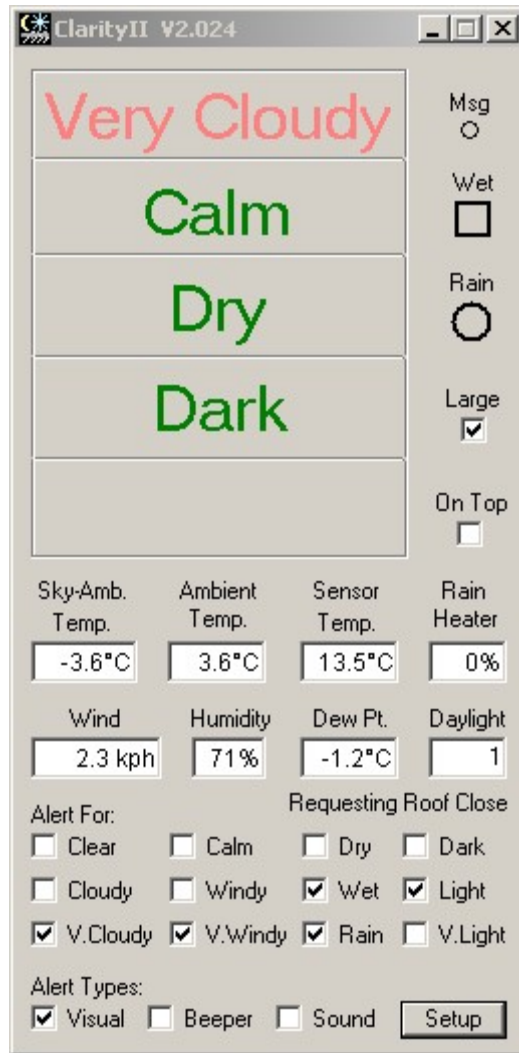 ClarityII V2.024
Very Cloudy
Msg
Calm
Wet
Dry
Rain
Dark
Large
On Top
Sky-Amb. Temp. Ambient Temp. Sensor Temp. Rain Heater
-3.6°C 3.6°C 13.5°C 0%
Wind Humidity Dew Pt. Daylight
2.3 kph 71% -1.2°C 1
Alert For: Requesting Roof Close
Clear Calm Dry Dark
Cloudy Windy Wet Light
V.Cloudy V.Windy Rain V.Light
Alert Types:
Visual Beeper Sound Setup